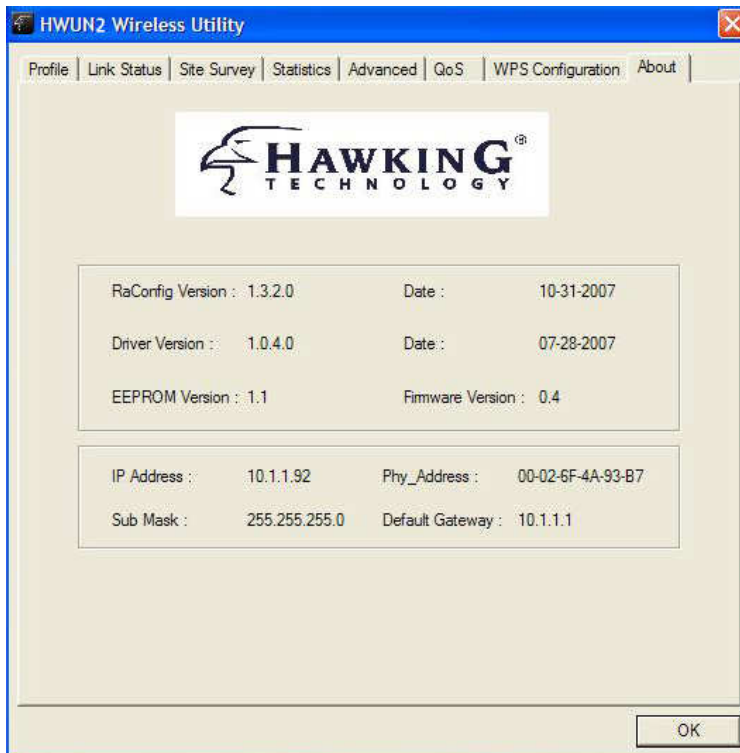 HWUN2 Wireless Utility
Profile Link Status Site Survey Statistics Advanced QoS WPS Configuration About
HAWKING®
TECHNOLOGY
RaConfig Version : 1.3.2.0 Date : 10-31-2007
Driver Version : 1.0.4.0 Date : 07-28-2007
EEPROM Version : 1.1 Firmware Version : 0.4
IP Address : 10.1.1.92 Phy_Address : 00-02-6F-4A-93-B7
Sub Mask : 255.255.255.0 Default Gateway : 10.1.1.1
OK